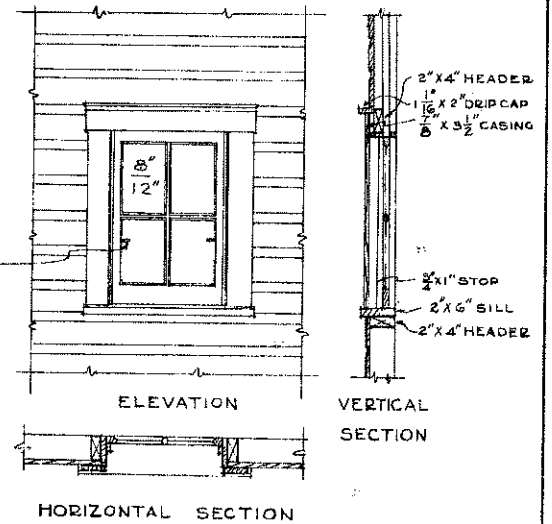 2"X4" HEADER
1 1/16" X 2" DRIP CAP
7/8" X 3 1/2" CASING
8"
12"
3/4"X1" STOP
2"X6" SILL
2"X4" HEADER
ELEVATION
VERTICAL
SECTION
HORIZONTAL SECTION